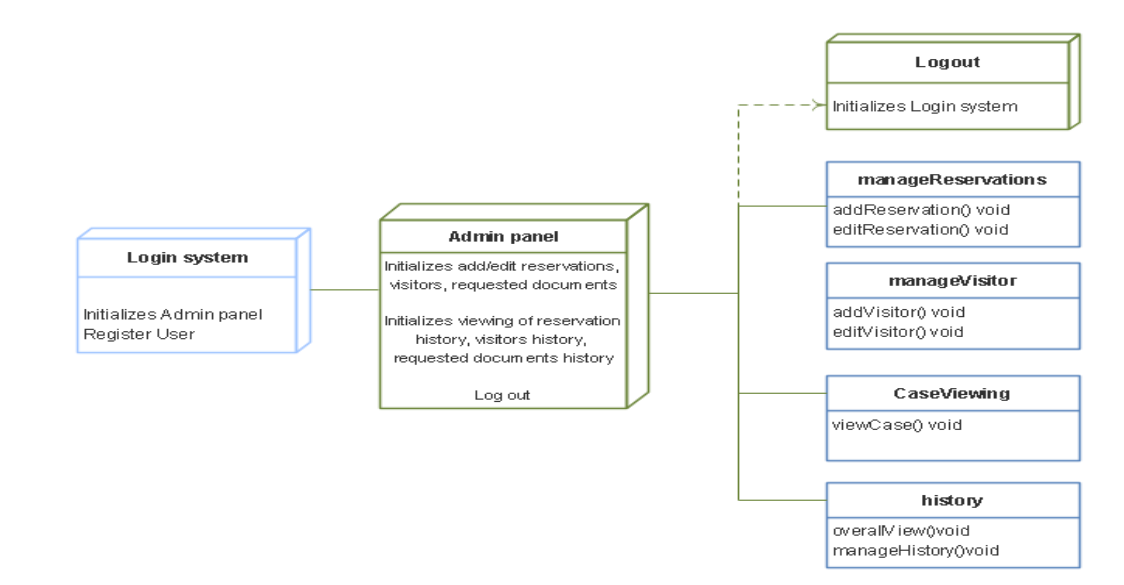 Login system
Initializes Admin panel
Register User
Admin panel
Initializes add/edit reservations,
visitors, requested documents
Initializes viewing of reservation
history, visitors history,
requested documents history
Log out
Logout
Initializes Login system
manageReservations
addReservation() void
editReservation() void
manageVisitor
addVisitor() void
editVisitor() void
CaseViewing
viewCase() void
history
overallView()void
manageHistory()void